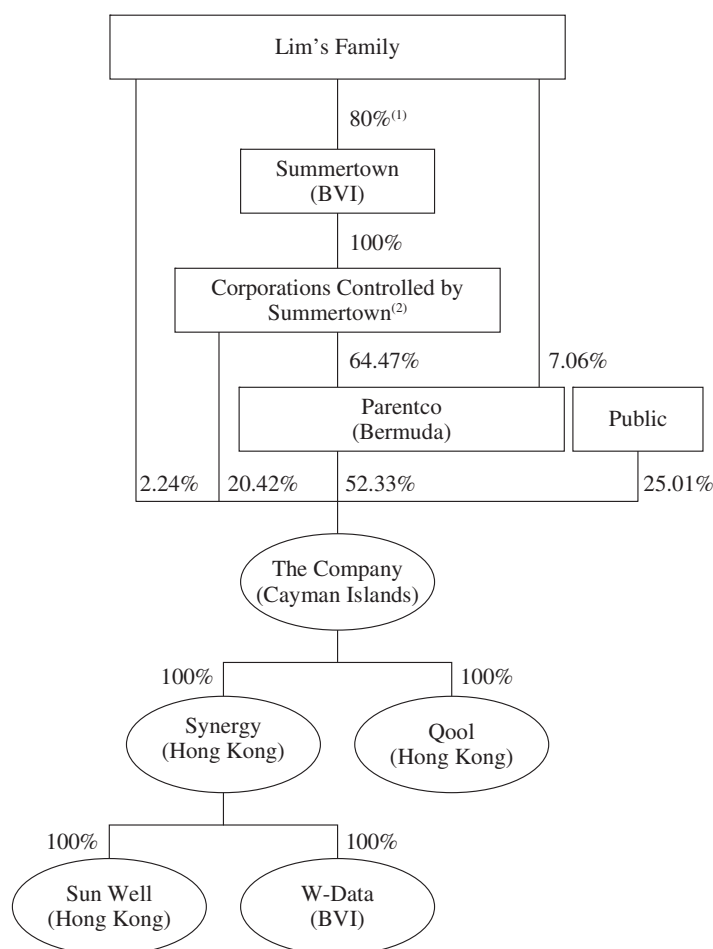 Lim's Family
80%(1)
Summertown
(BVI)
100%
Corporations Controlled by
Summertown(2)
64.47%
7.06%
Parentco
(Bermuda)
Public
2.24%
20.42%
52.33%
25.01%
The Company
(Cayman Islands)
100%
100%
Synergy
(Hong Kong)
Qool
(Hong Kong)
100%
100%
Sun Well
(Hong Kong)
W-Data
(BVI)